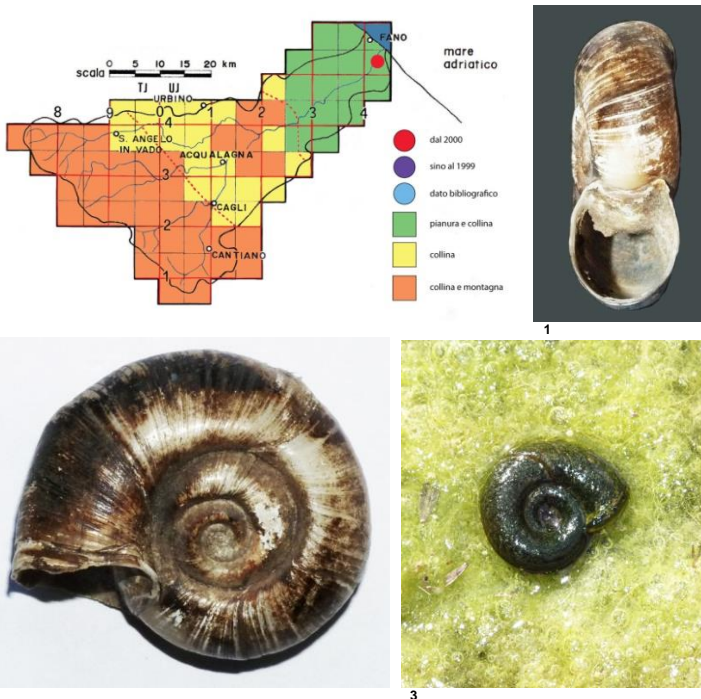 FANO
mare
adriatico
scala 0 5 10 15 20 km
TJ UJ
URBINO
8 9 0 1 2 3 4
4
S. ANGELO
IN VADO
ACQUALAGNA
3
CAGLI
2
CANTIANO
1
dal 2000
sino al 1999
dato bibliografico
pianura e collina
collina
collina e montagna
1
3